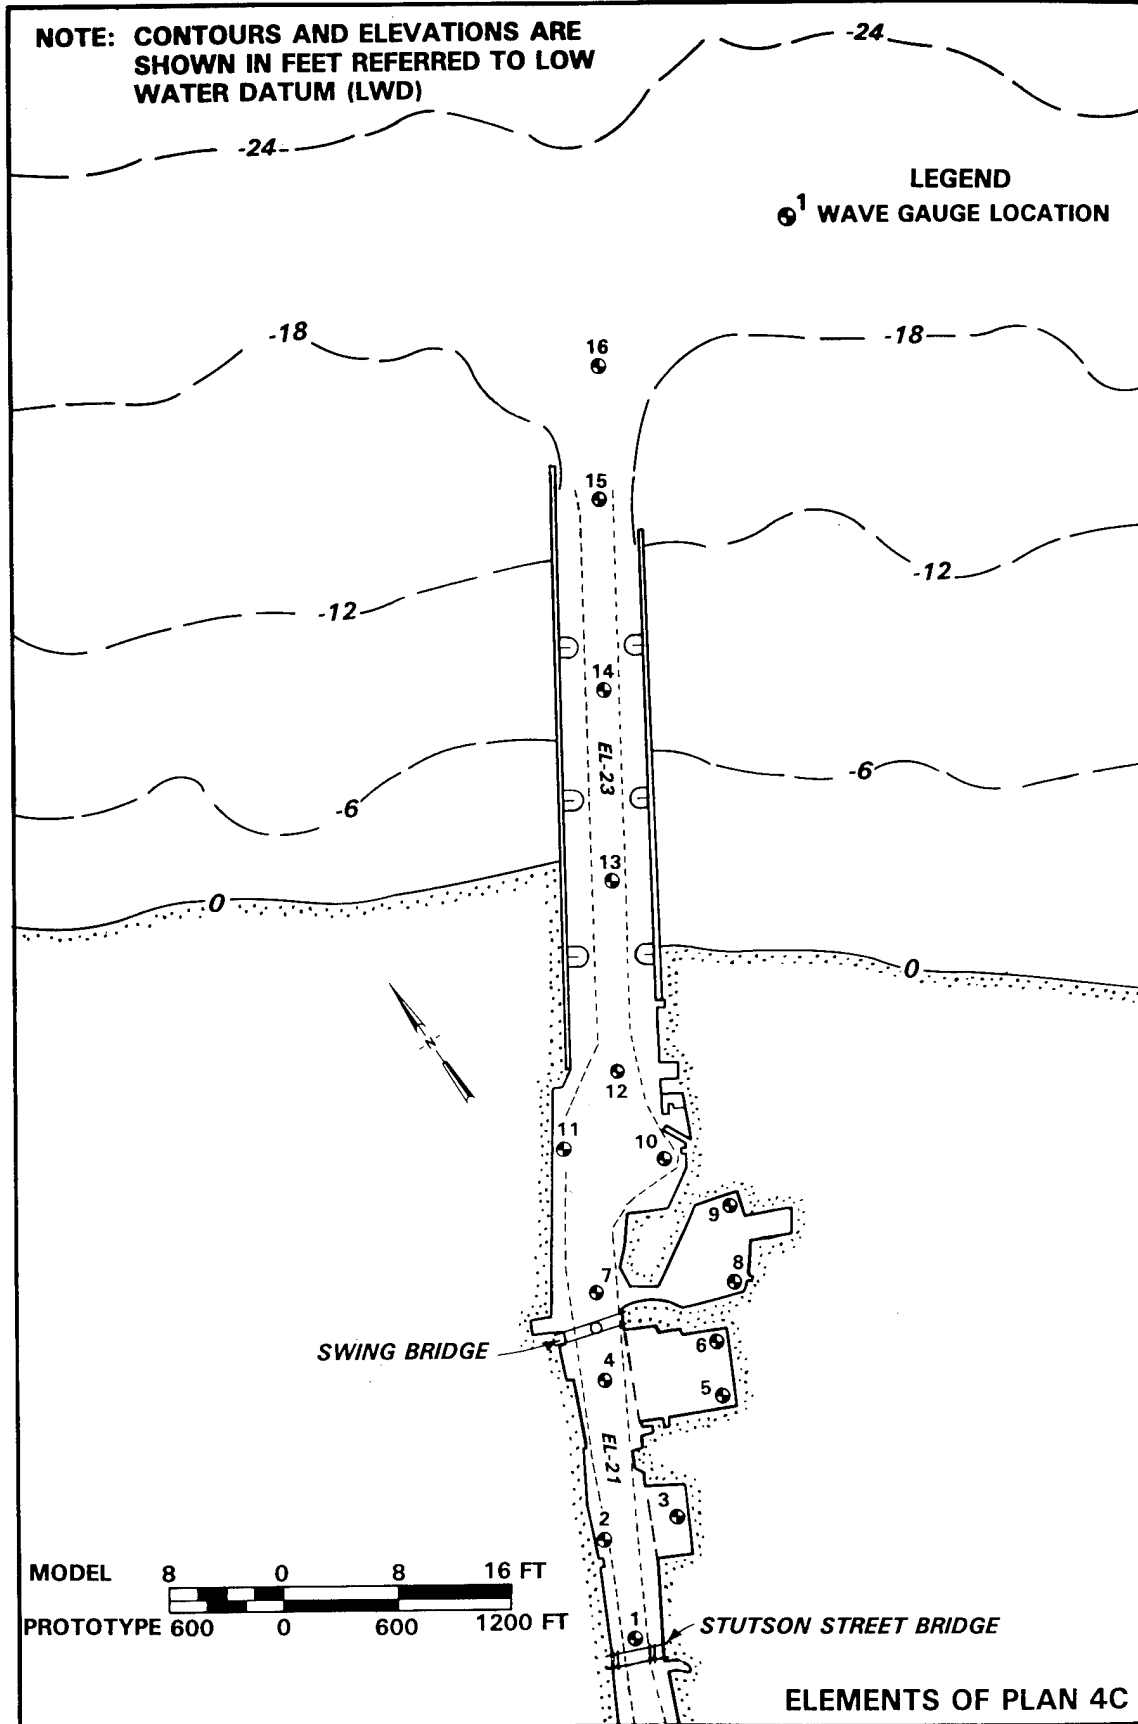 NOTE: CONTOURS AND ELEVATIONS ARE
SHOWN IN FEET REFERRED TO LOW
WATER DATUM (LWD)
-24
-24-
LEGEND
1 WAVE GAUGE LOCATION
-18
-18
16
15
-12
-12
14
EL-23
-6
-6
13
0
0
N
12
11
10
9
8
7
SWING BRIDGE
6
4
5
EL-21
3
2
MODEL 8 0 8 16 FT
PROTOTYPE 600 0 600 1200 FT
1
STUTSON STREET BRIDGE
ELEMENTS OF PLAN 4C